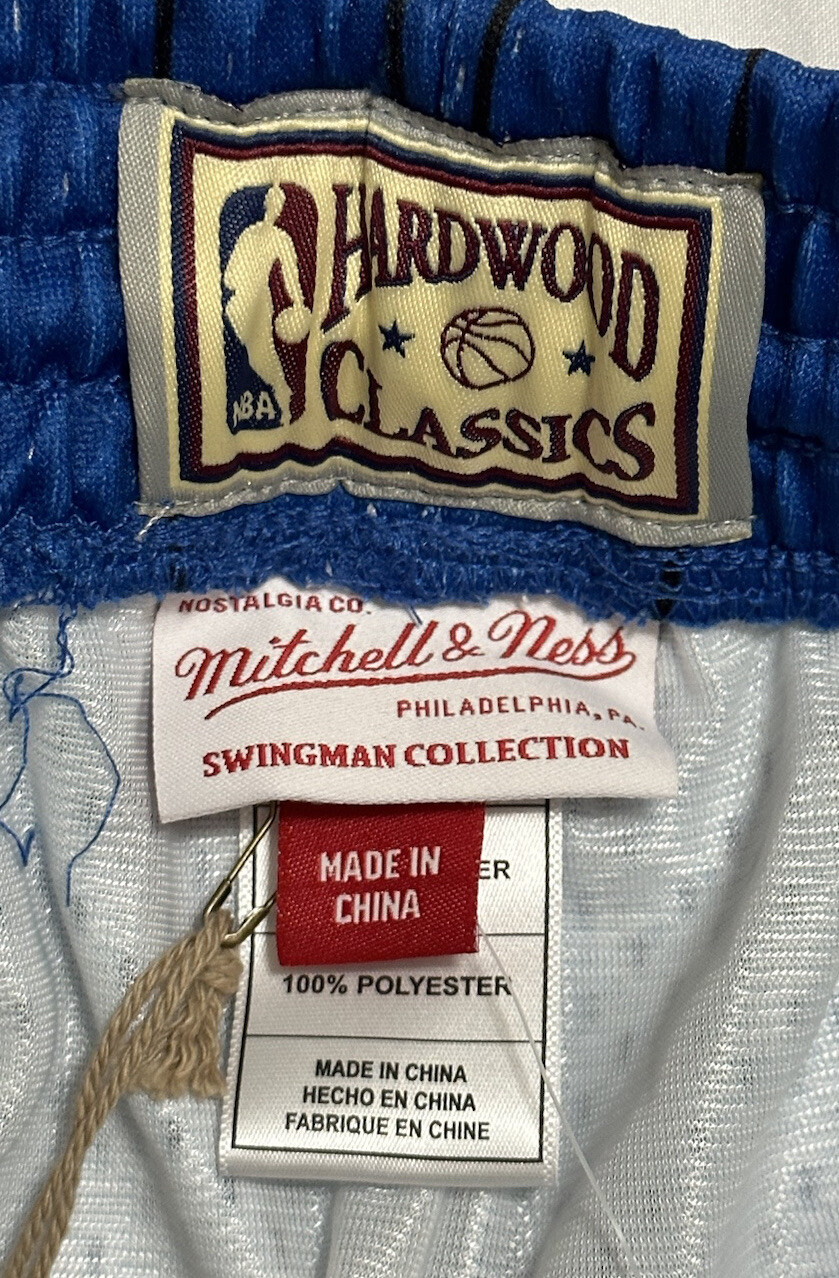 HARDWOOD
CLASSICS
NBA
NOSTALGIA CO.
Mitchell & Ness
PHILADELPHIA, PA.
SWINGMAN COLLECTION
MADE IN
CHINA
ER
100% POLYESTER
MADE IN CHINA
HECHO EN CHINA
FABRIQUE EN CHINE